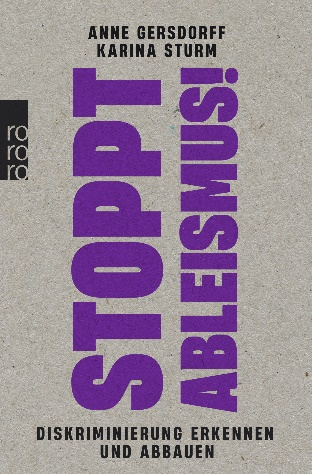 ANNE GERSDORFF
KARINA STURM
STOPPT
ABLEISMUS!
ro
ro
ro
DISKRIMINIERUNG ERKENNEN
UND ABBAUEN